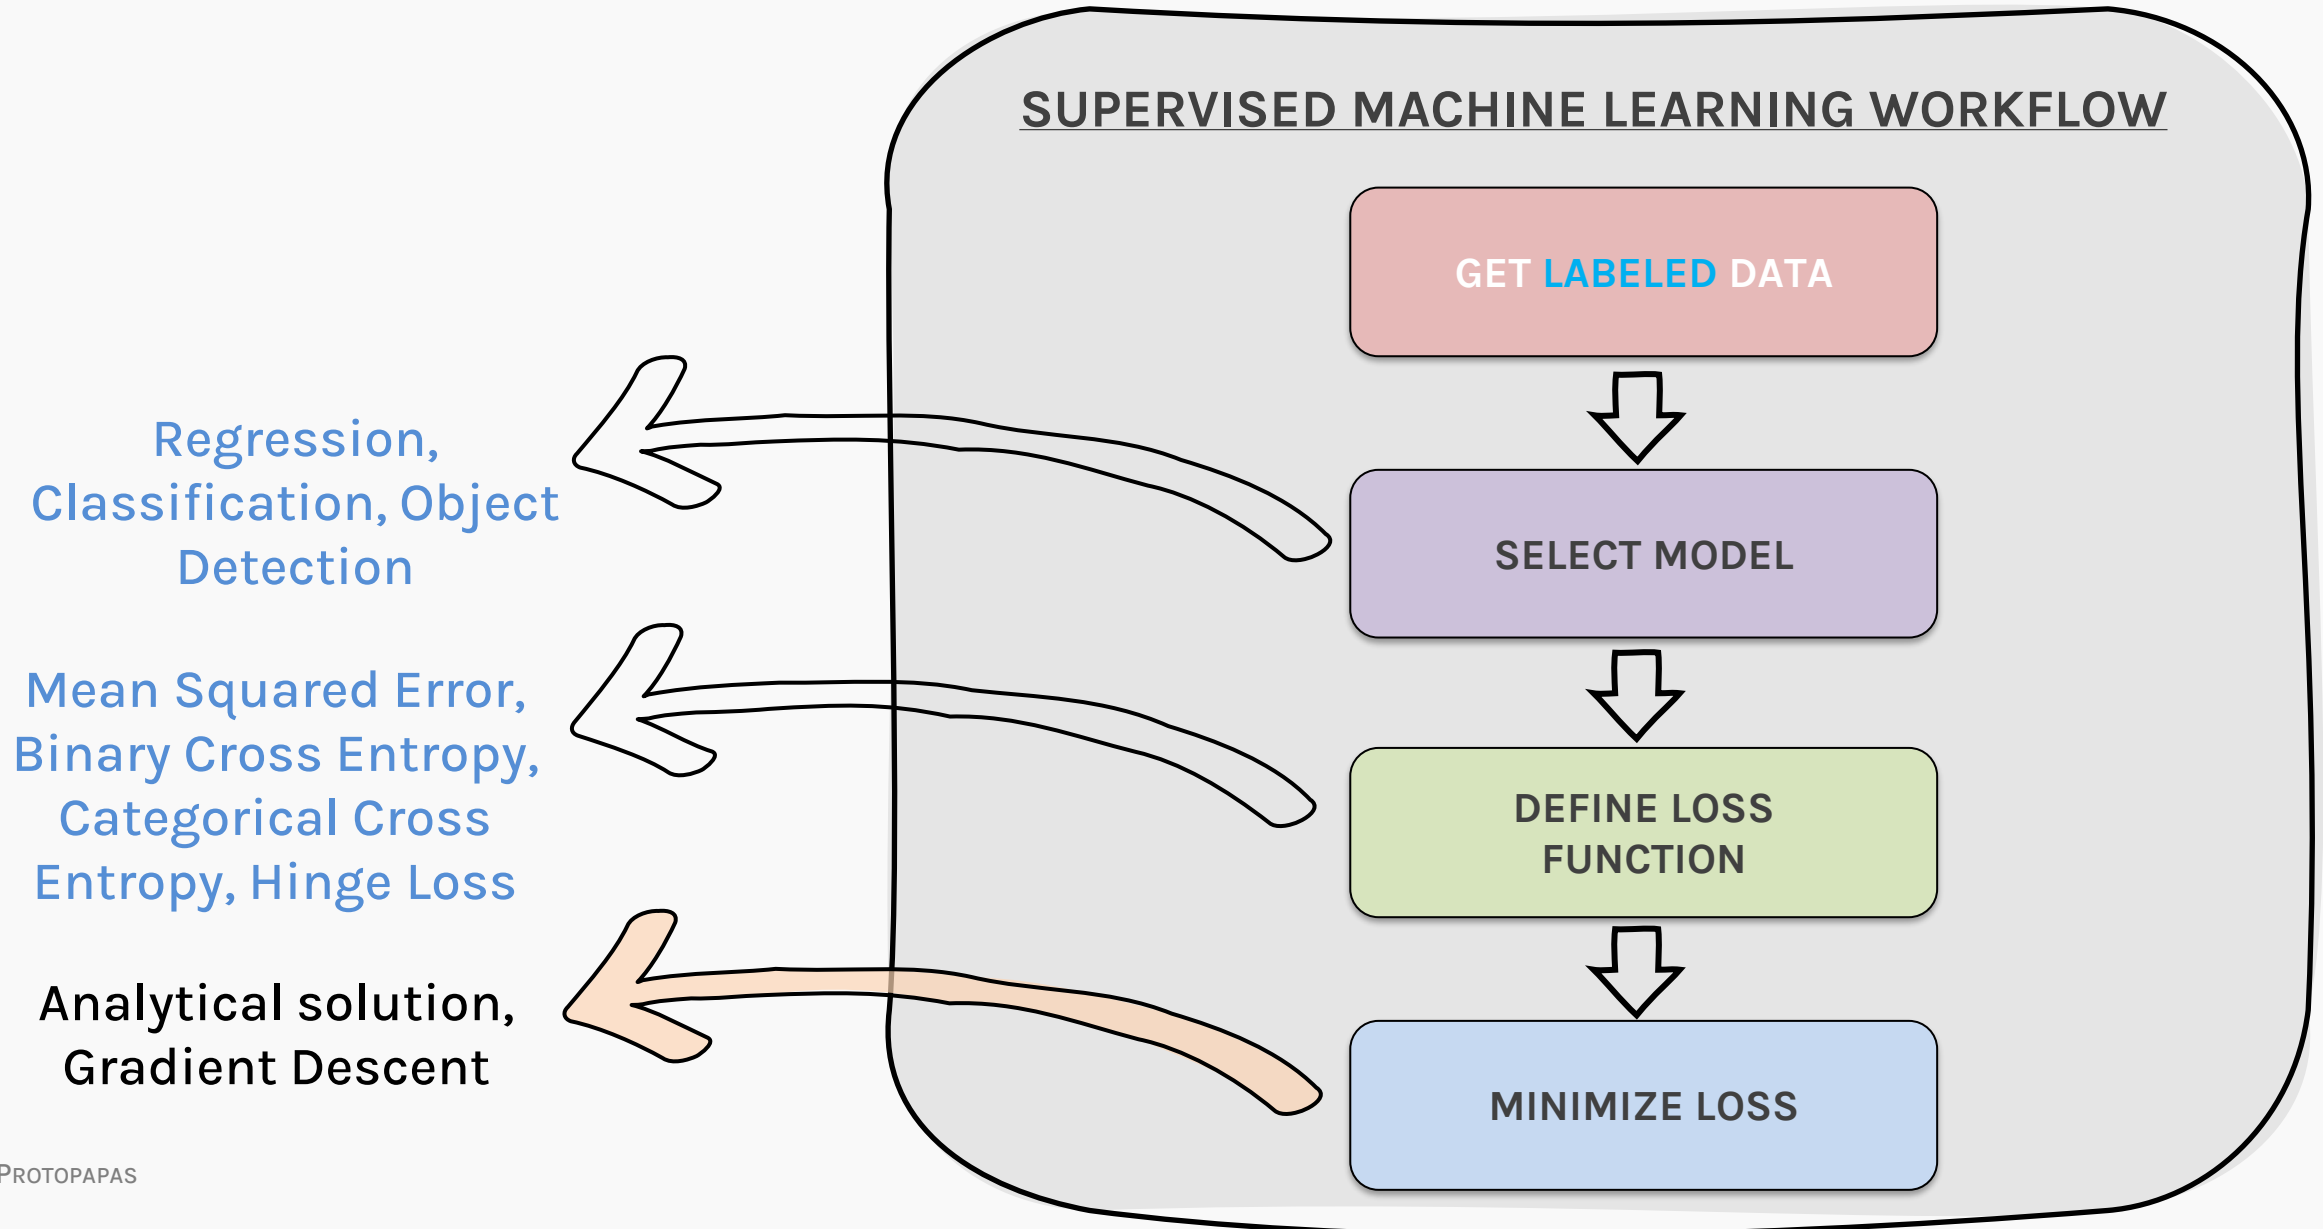 SUPERVISED MACHINE LEARNING WORKFLOW
GET LABELED DATA
SELECT MODEL
DEFINE LOSS
FUNCTION
MINIMIZE LOSS
Regression,
Classification, Object
Detection
Mean Squared Error,
Binary Cross Entropy,
Categorical Cross
Entropy, Hinge Loss
Analytical solution,
Gradient Descent
PROTOPAPAS